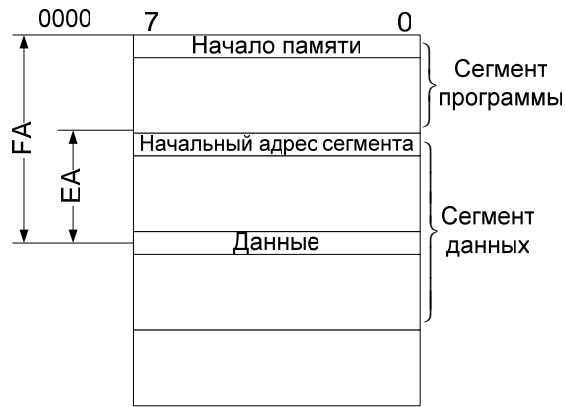 0000 7 0
Начало памяти
Сегмент
программы
FA
EA
Начальный адрес сегмента
Сегмент
данных
Данные